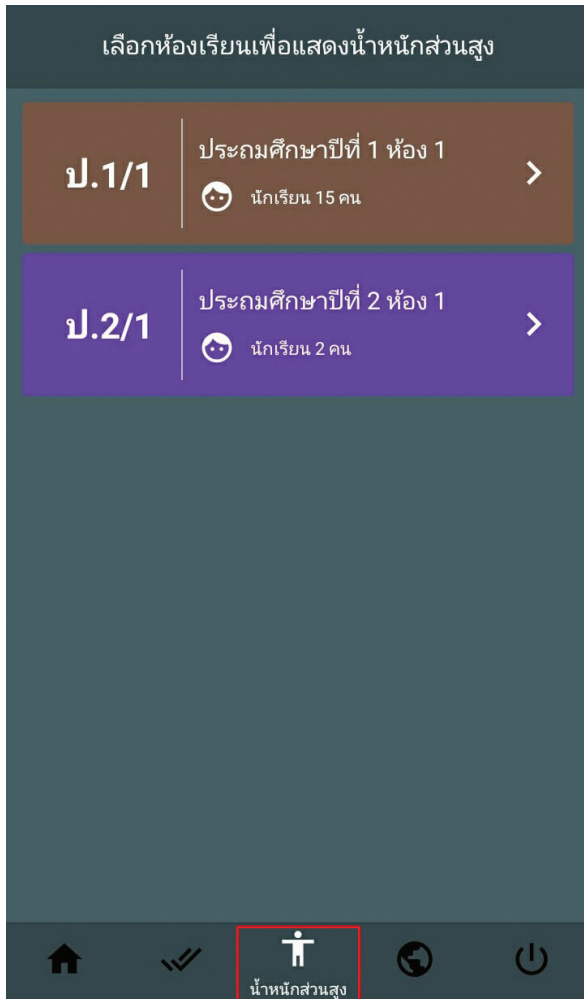 เลือกห้องเรียนเพื่อแสดงน้ำหนักส่วนสูง
ป.1/1
ประถมศึกษาปีที่ 1 ห้อง 1
นักเรียน 15 คน
ป.2/1
ประถมศึกษาปีที่ 2 ห้อง 1
นักเรียน 2 คน
น้ำหนักส่วนสูง